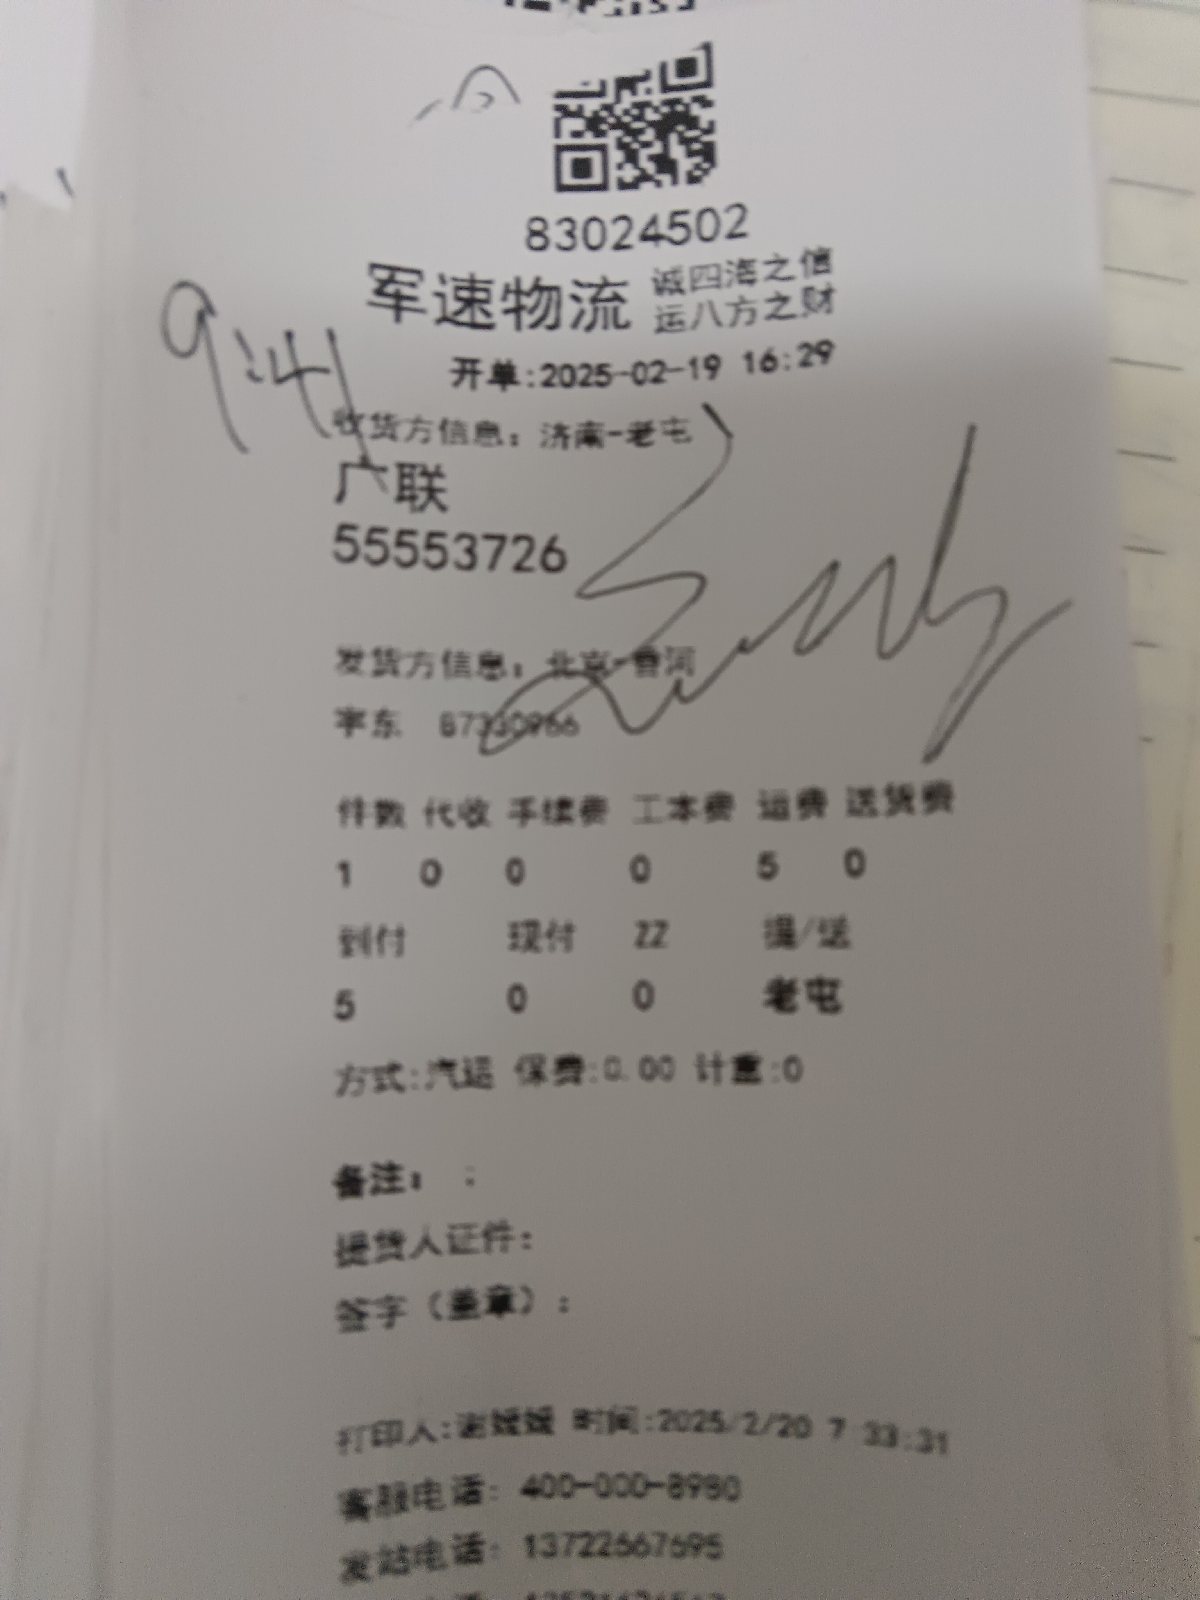 83024502
军速物流 诚四海之信
运八方之财
9:44
开单:2025-02-19 16:29
收货方信息：济南-老屯
广联
55553726
发货方信息：北京-香河
宇东 87330966
件数 代收 手续费 工本费 运费 送货费
1 0 0 0 5 0
到付 现付 ZZ 提/送
5 0 0 老屯
方式:汽运 保费:0.00 计重:0
备注： :
提货人证件：
签字（盖章）：
打印人:谢媛媛 时间:2025/2/20 7:33:31
客服电话: 400-000-8980
发站电话: 13722667695